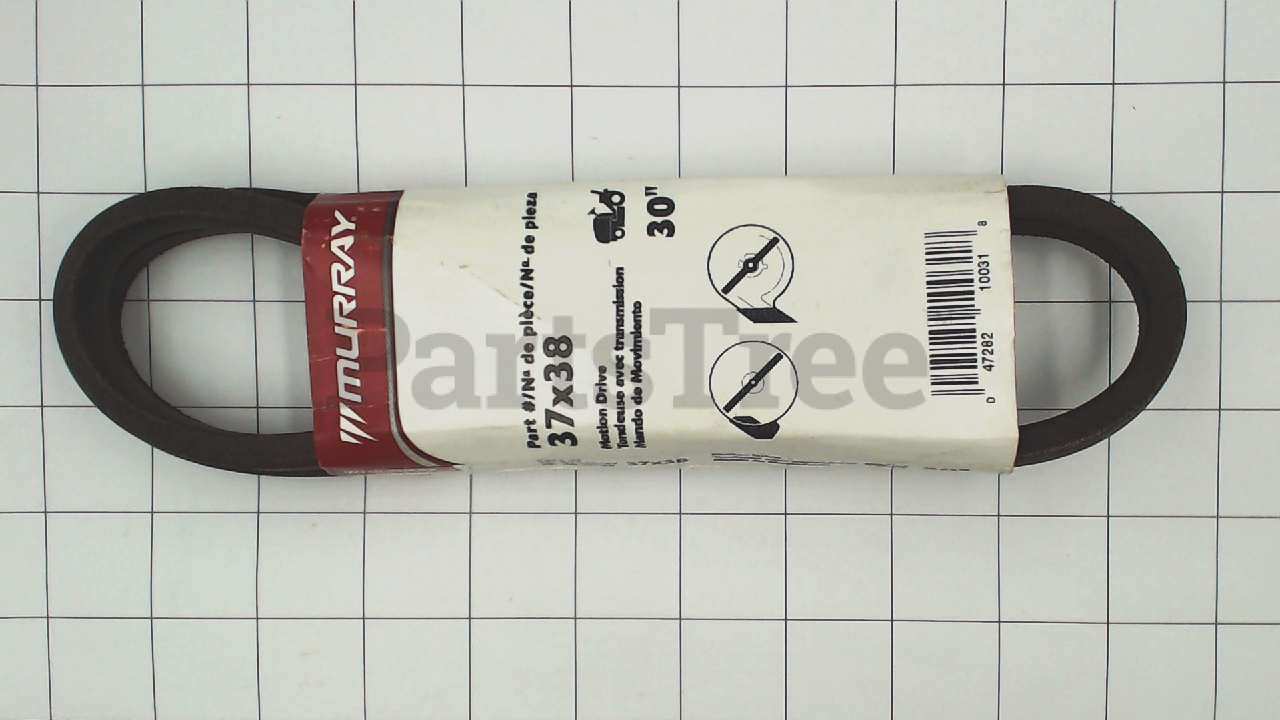 MURRAY
Part #/Nº de pièce/Nº de pieza
37x38
Motion Drive
Tondeuse avec transmission
Mando de Movimiento
30"
0 47282 10031 8
PartsTree
37x38